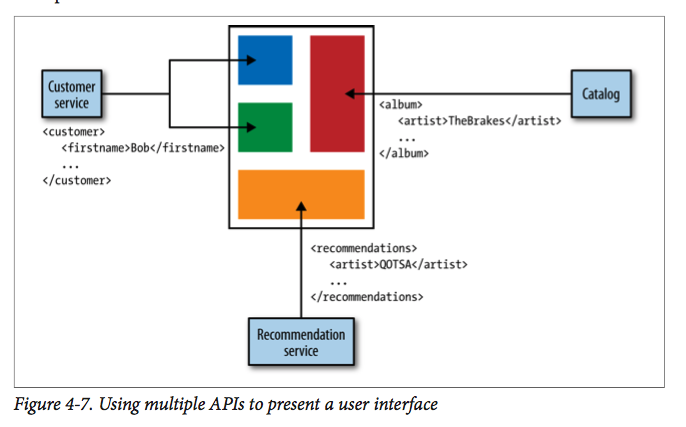 Customer
service
<customer>
<firstname>Bob</firstname>
...
</customer>
Catalog
<album>
<artist>TheBrakes</artist>
...
</album>
<recommendations>
<artist>QOTSA</artist>
...
</recommendations>
Recommendation
service
Figure 4-7. Using multiple APIs to present a user interface